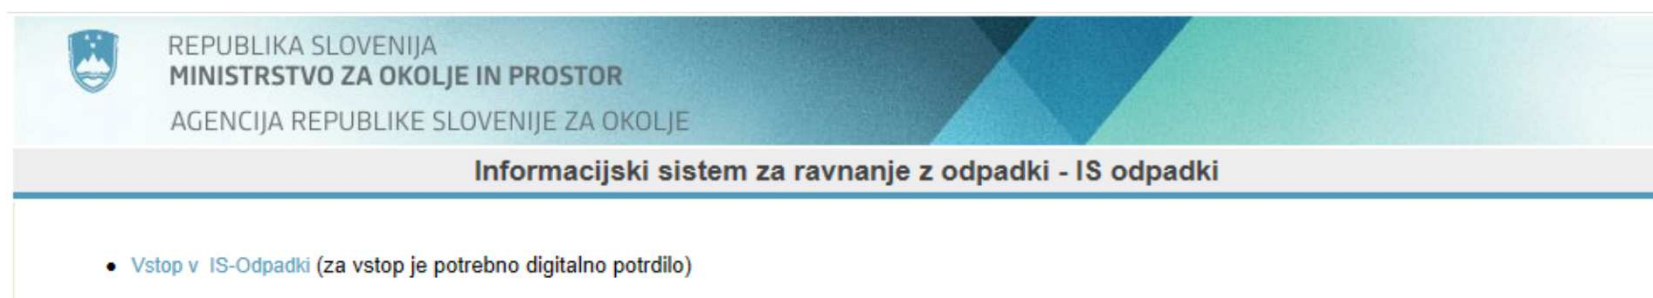 REPUBLIKA SLOVENIJA
MINISTRSTVO ZA OKOLJE IN PROSTOR
AGENCIJA REPUBLIKE SLOVENIJE ZA OKOLJE
Informacijski sistem za ravnanje z odpadki - IS odpadki
• Vstop v IS-Odpadki (za vstop je potrebno digitalno potrdilo)